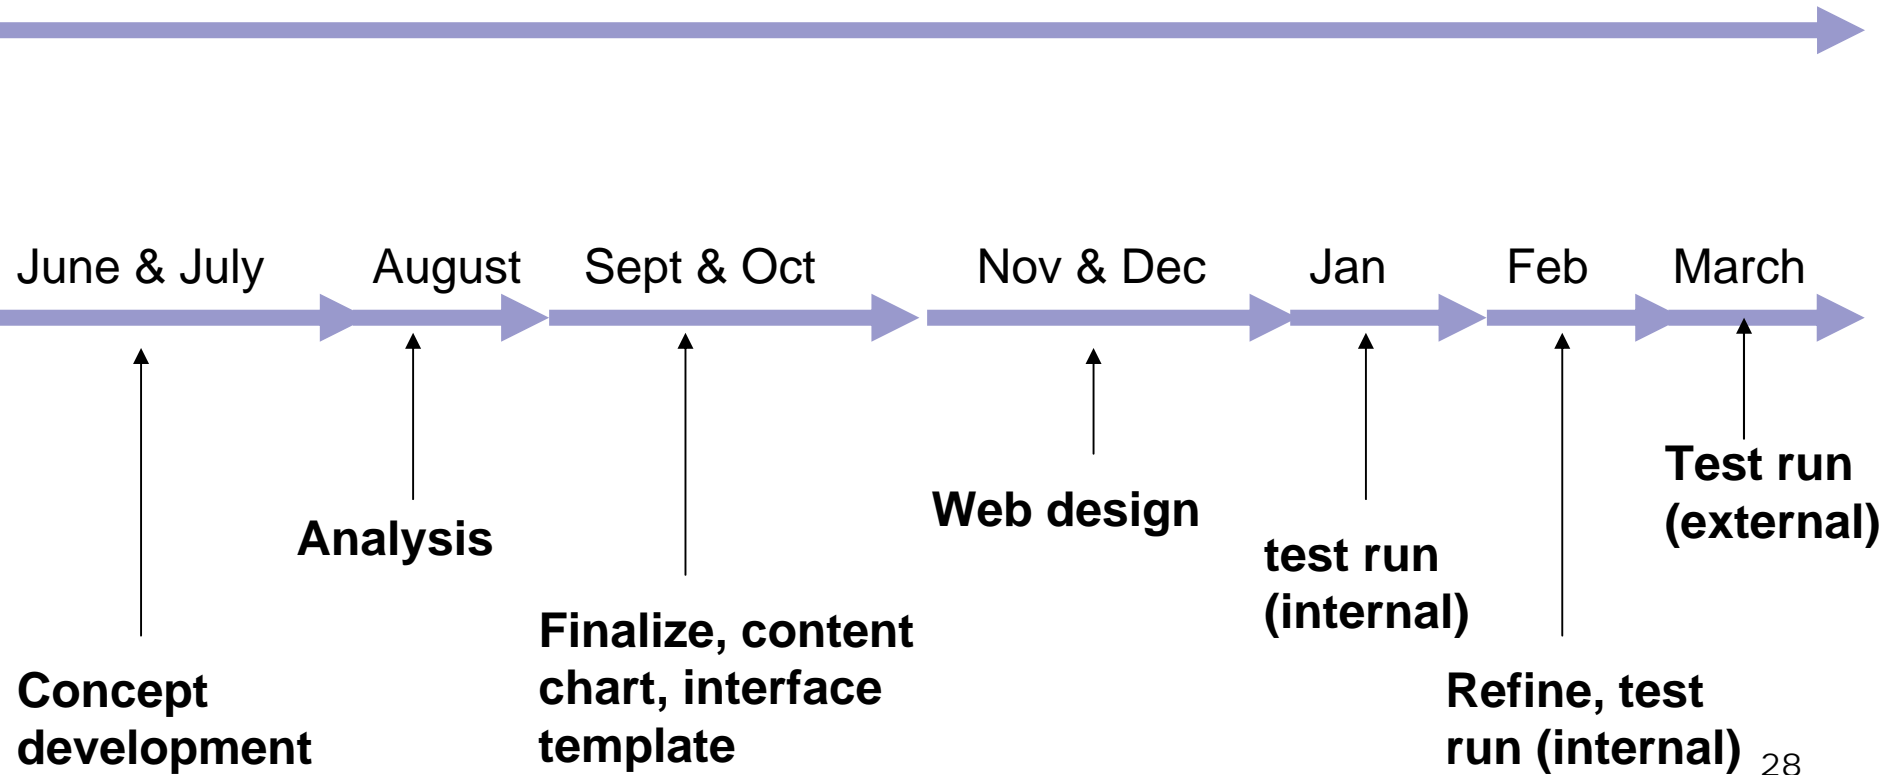 June & July
August
Sept & Oct
Nov & Dec
Jan
Feb
March
Concept
development
Analysis
Finalize, content
chart, interface
template
Web design
test run
(internal)
Refine, test
run (internal)
Test run
(external)
28